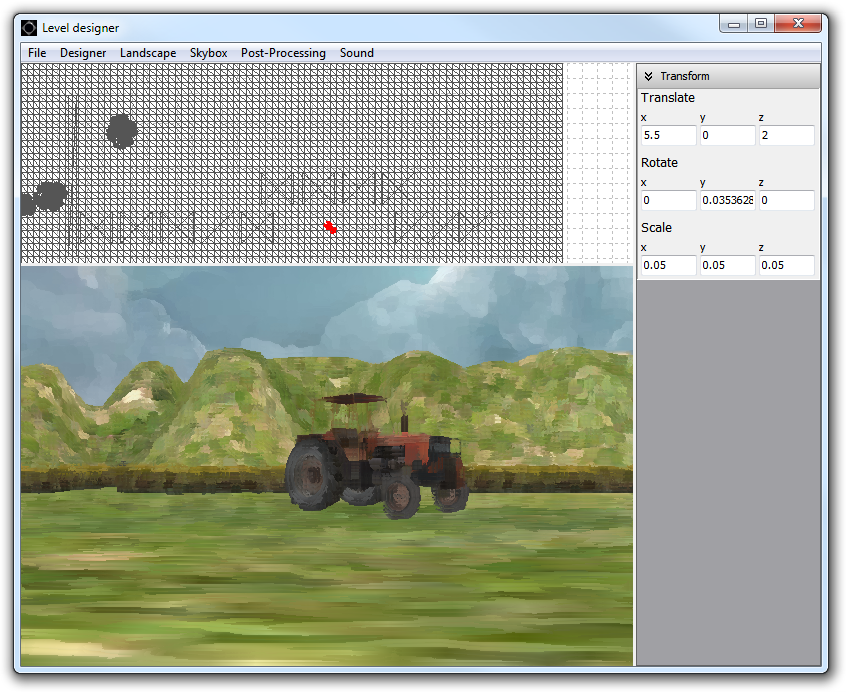 Level designer
File Designer Landscape Skybox Post-Processing Sound
Transform
Translate
x y z
5.5 0 2
Rotate
x y z
0 0.0353628 0
Scale
x y z
0.05 0.05 0.05